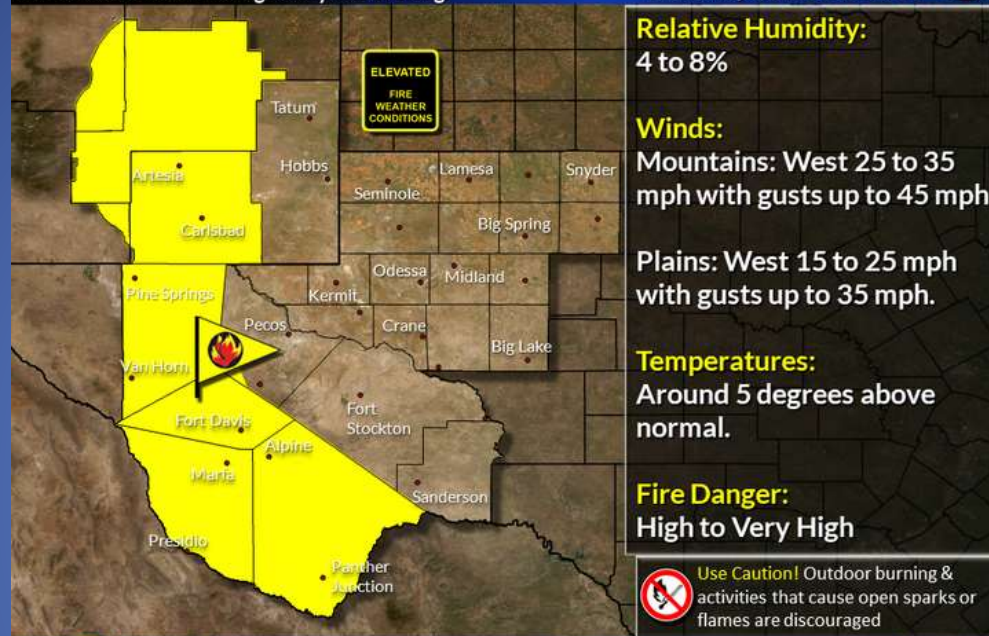 ELEVATED
FIRE
WEATHER
CONDITIONS
Tatum
Hobbs
Artesia
Carlsbad
Seminole
Lamesa
Snyder
Big Spring
Pine Springs
Kermit
Odessa
Midland
Pecos
Crane
Big Lake
Van Horn
Fort Davis
Fort
Stockton
Alpine
Marfa
Sanderson
Presidio
Panther
Junction
Relative Humidity:
4 to 8%
Winds:
Mountains: West 25 to 35
mph with gusts up to 45 mph
Plains: West 15 to 25 mph
with gusts up to 35 mph.
Temperatures:
Around 5 degrees above
normal.
Fire Danger:
High to Very High
Use Caution! Outdoor burning &
activities that cause open sparks or
flames are discouraged